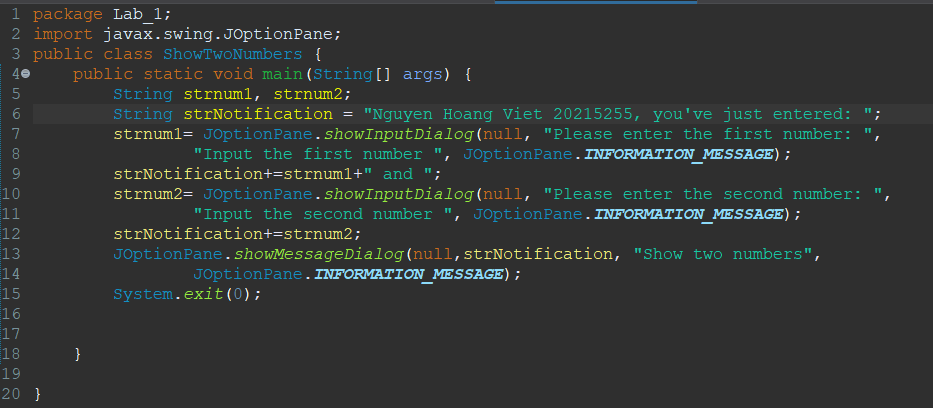 1 package Lab_1;
2 import javax.swing.JOptionPane;
3 public class ShowTwoNumbers {
4 public static void main(String[] args) {
5 String strnum1, strnum2;
6 String strNotification = "Nguyen Hoang Viet 20215255, you've just entered: ";
7 strnum1= JOptionPane.showInputDialog(null, "Please enter the first number: ",
8 "Input the first number ", JOptionPane.INFORMATION_MESSAGE);
9 strNotification+=strnum1+" and ";
10 strnum2= JOptionPane.showInputDialog(null, "Please enter the second number: ",
11 "Input the second number ", JOptionPane.INFORMATION_MESSAGE);
12 strNotification+=strnum2;
13 JOptionPane.showMessageDialog(null,strNotification, "Show two numbers",
14 JOptionPane.INFORMATION_MESSAGE);
15 System.exit(0);
16
17
18 }
19
20 }